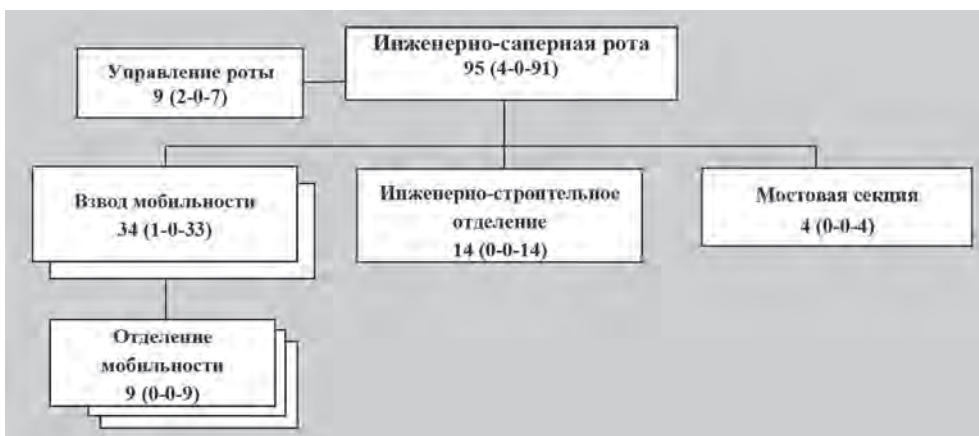 Инженерно-саперная рота
95 (4-0-91)
Управление роты
9 (2-0-7)
Взвод мобильности
34 (1-0-33)
Инженерно-строительное
отделение
14 (0-0-14)
Мостовая секция
4 (0-0-4)
Отделение
мобильности
9 (0-0-9)